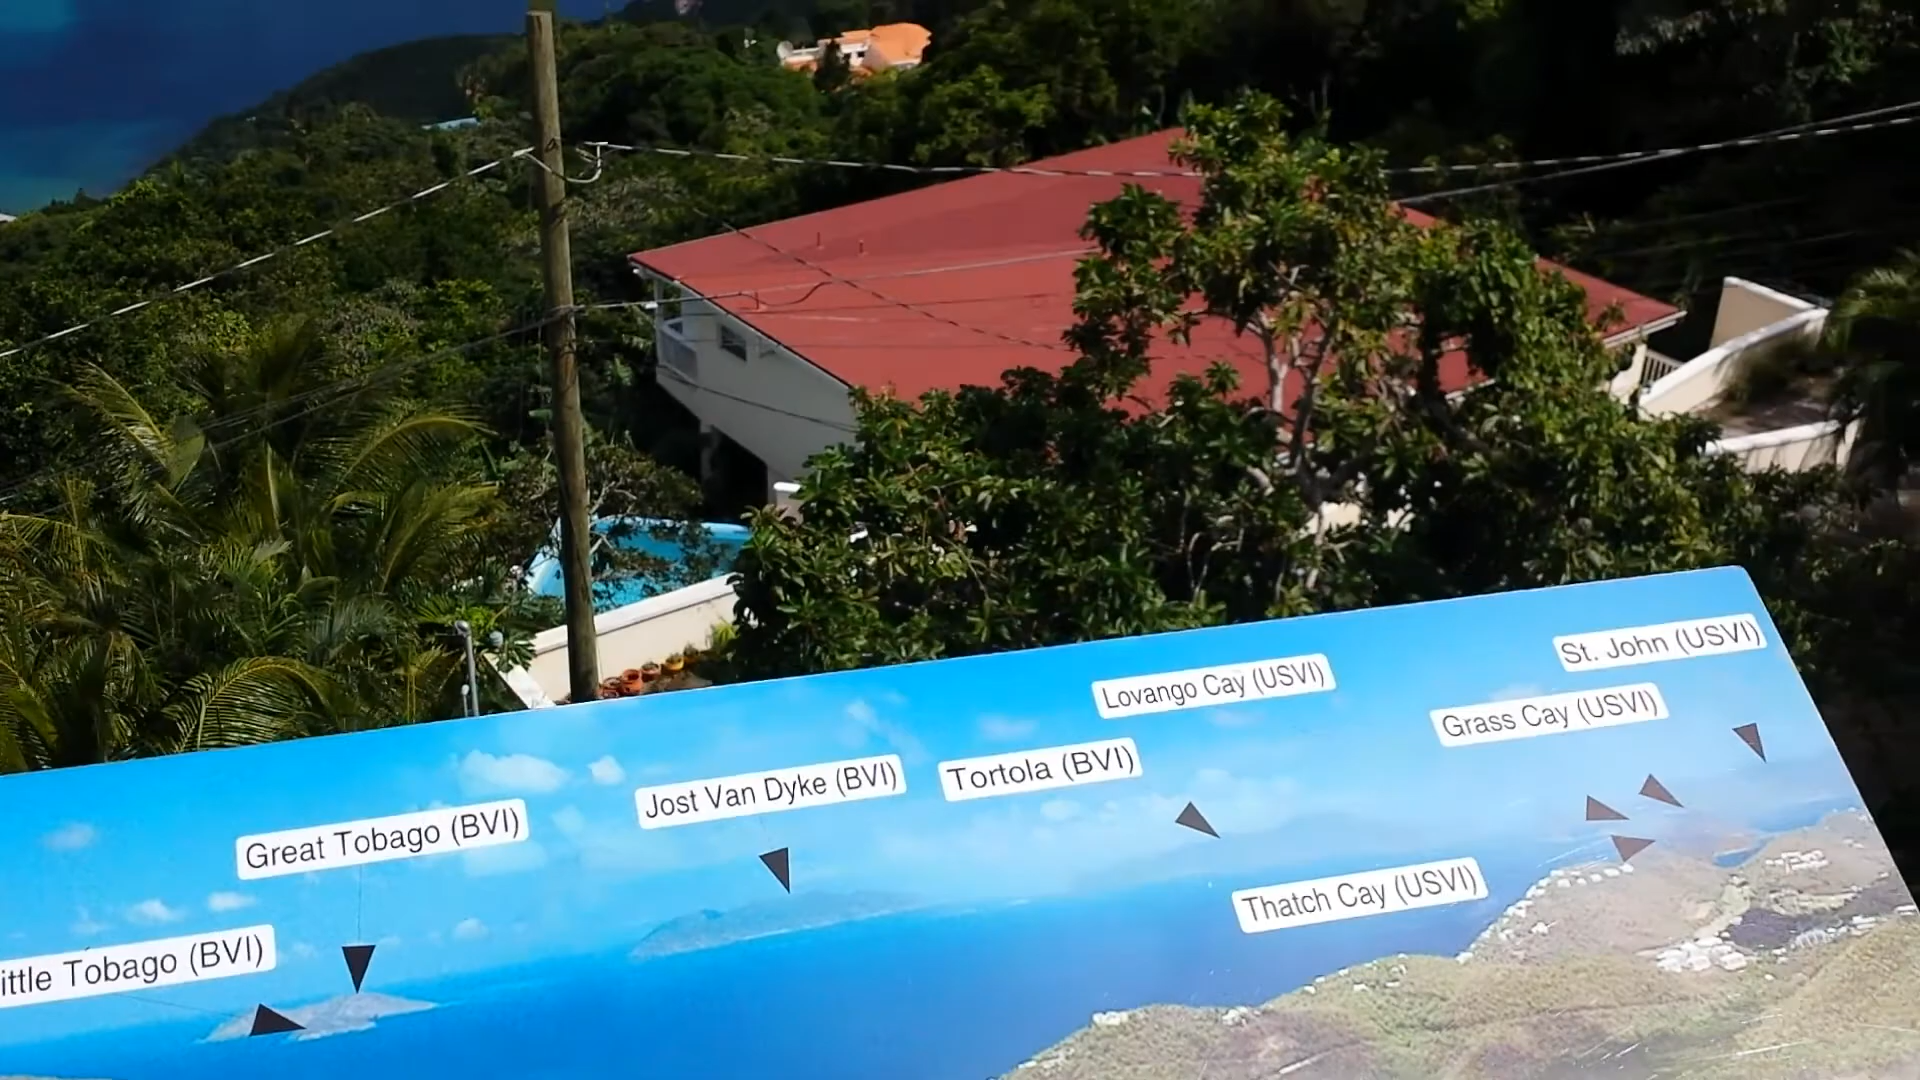 St. John (USVI)
Lovango Cay (USVI)
Grass Cay (USVI)
Tortola (BVI)
Jost Van Dyke (BVI)
Great Tobago (BVI)
Thatch Cay (USVI)
ittle Tobago (BVI)